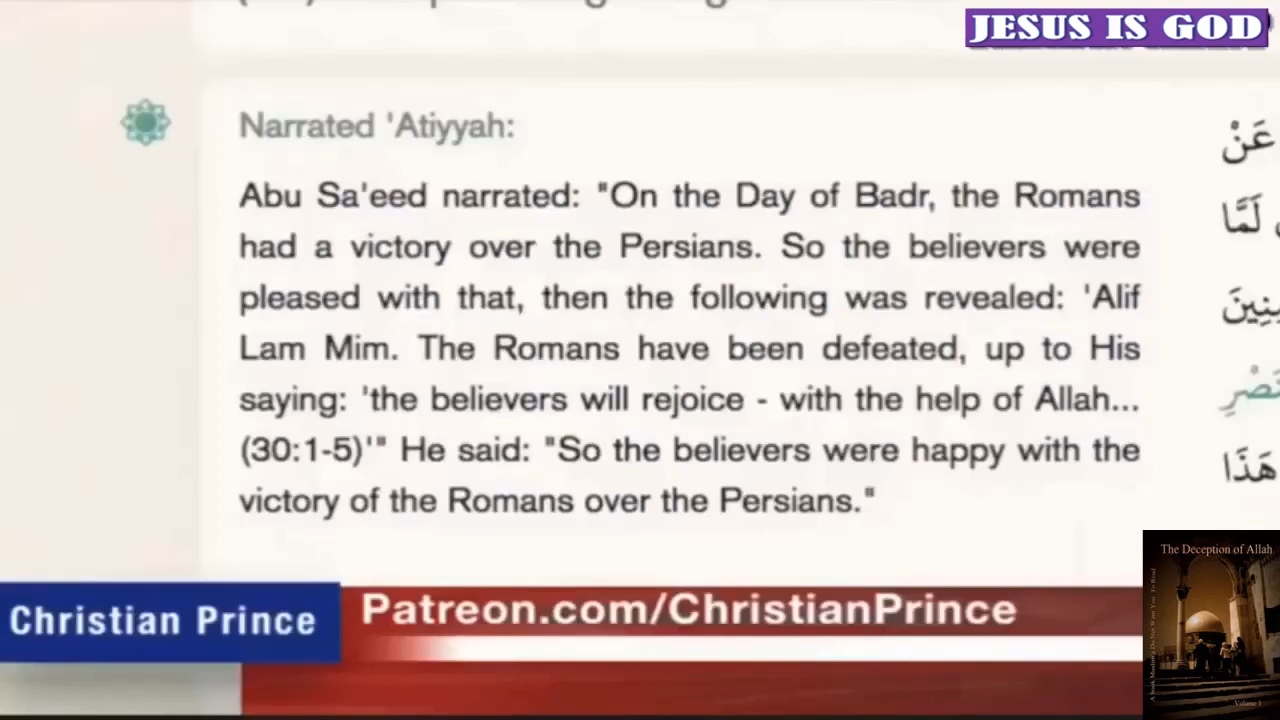 JESUS IS GOD
Narrated 'Atiyyah:
عَنْ
Abu Sa'eed narrated: "On the Day of Badr, the Romans
لَمَّا
had a victory over the Persians. So the believers were
pleased with that, then the following was revealed: 'Alif
Lam Mim. The Romans have been defeated, up to His
saying: 'the believers will rejoice - with the help of Allah...
(30:1-5)'" He said: "So the believers were happy with the
هَذَا
victory of the Romans over the Persians."
The Deception of Allah
Volume 1
Christian Prince
Patreon.com/ChristianPrince